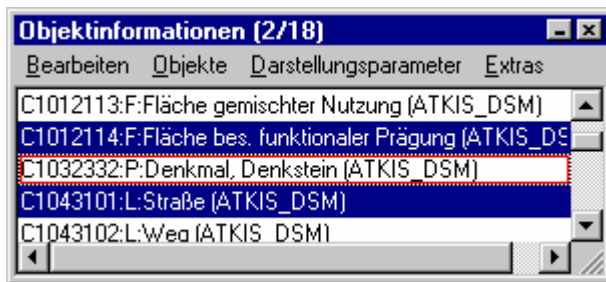 Objektinformationen (2/18)
Bearbeiten Objekte Darstellungsparameter Extras
C1012113:F:Fläche gemischter Nutzung (ATKIS_DSM)
C1012114:F:Fläche bes. funktionaler Prägung (ATKIS_DS
C1032332:P:Denkmal, Denkstein (ATKIS_DSM)
C1043101:L:Straße (ATKIS_DSM)
C1043102:L:Weg (ATKIS_DSM)